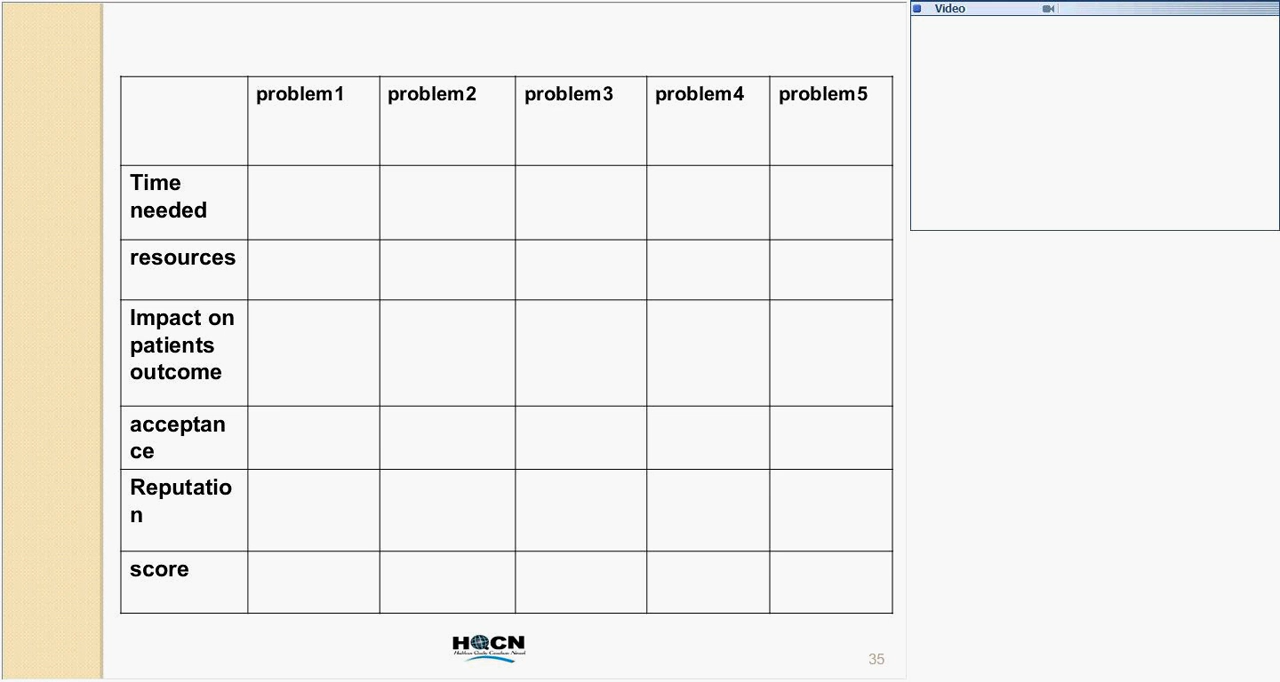 Video
problem1 problem2 problem3 problem4 problem5
Time
needed
resources
Impact on
patients
outcome
acceptan
ce
Reputatio
n
score
HQCN
35